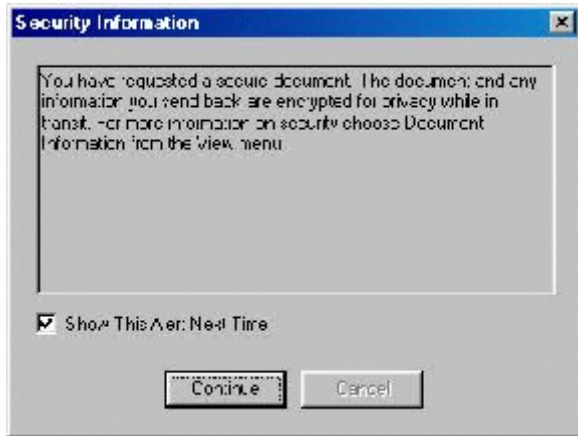 Security Information
You have requested a secure document. The document and any
information you send back are encrypted for privacy while in
transit. For more information on security choose Document
Information from the View menu.
Show This Alert Next Time
Continue
Cancel